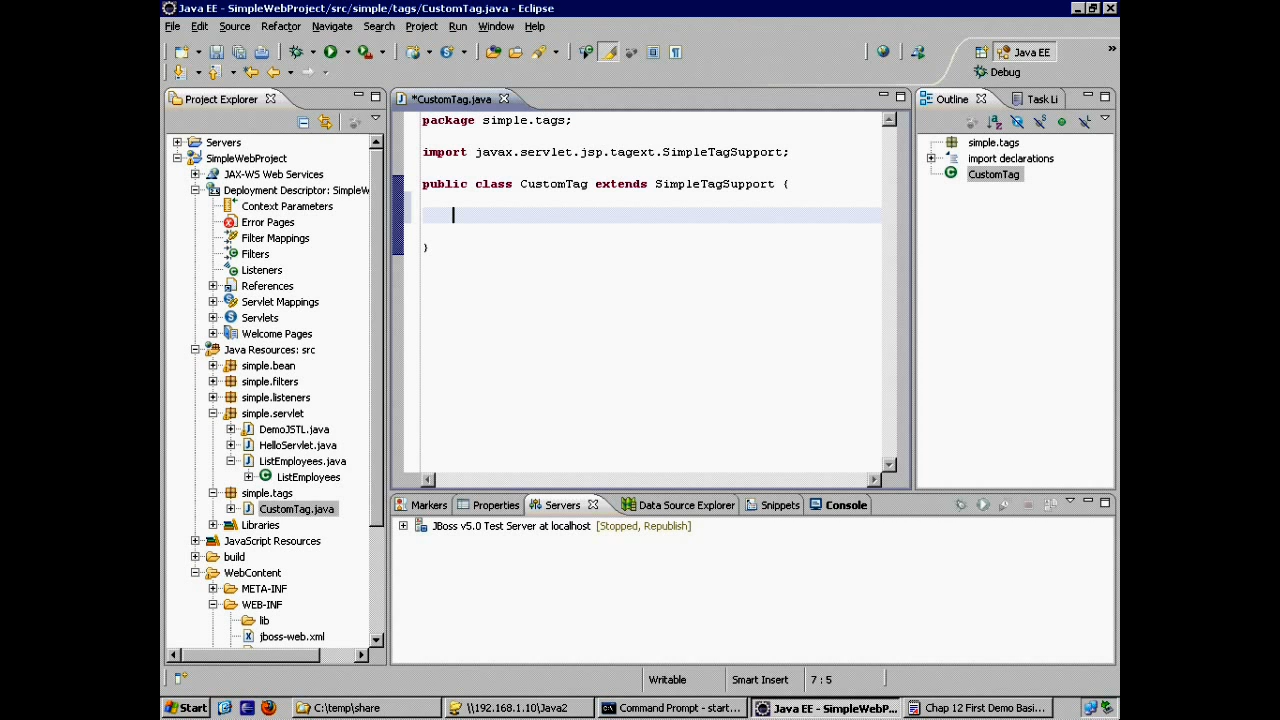 Java EE - SimpleWebProject/src/simple/tags/CustomTag.java - Eclipse
File Edit Source Refactor Navigate Search Project Run Window Help
Java EE
Debug
Project Explorer
Servers
SimpleWebProject
JAX-WS Web Services
Deployment Descriptor: SimpleW
Context Parameters
Error Pages
Filter Mappings
Filters
Listeners
References
Servlet Mappings
Servlets
Welcome Pages
Java Resources: src
simple.bean
simple.filters
simple.listeners
simple.servlet
DemoJSTL.java
HelloServlet.java
ListEmployees.java
ListEmployees
simple.tags
CustomTag.java
Libraries
JavaScript Resources
build
WebContent
META-INF
WEB-INF
lib
jboss-web.xml
*CustomTag.java
package simple.tags;
import javax.servlet.jsp.tagext.SimpleTagSupport;
public class CustomTag extends SimpleTagSupport {
}
Outline Task Li
simple.tags
import declarations
CustomTag
Markers Properties Servers Data Source Explorer Snippets Console
JBoss v5.0 Test Server at localhost [Stopped, Republish]
Writable Smart Insert 7 : 5
Start C:\temp\share \\192.168.1.10\Java2 Command Prompt - start... Java EE - SimpleWebP... Chap 12 First Demo Basi...